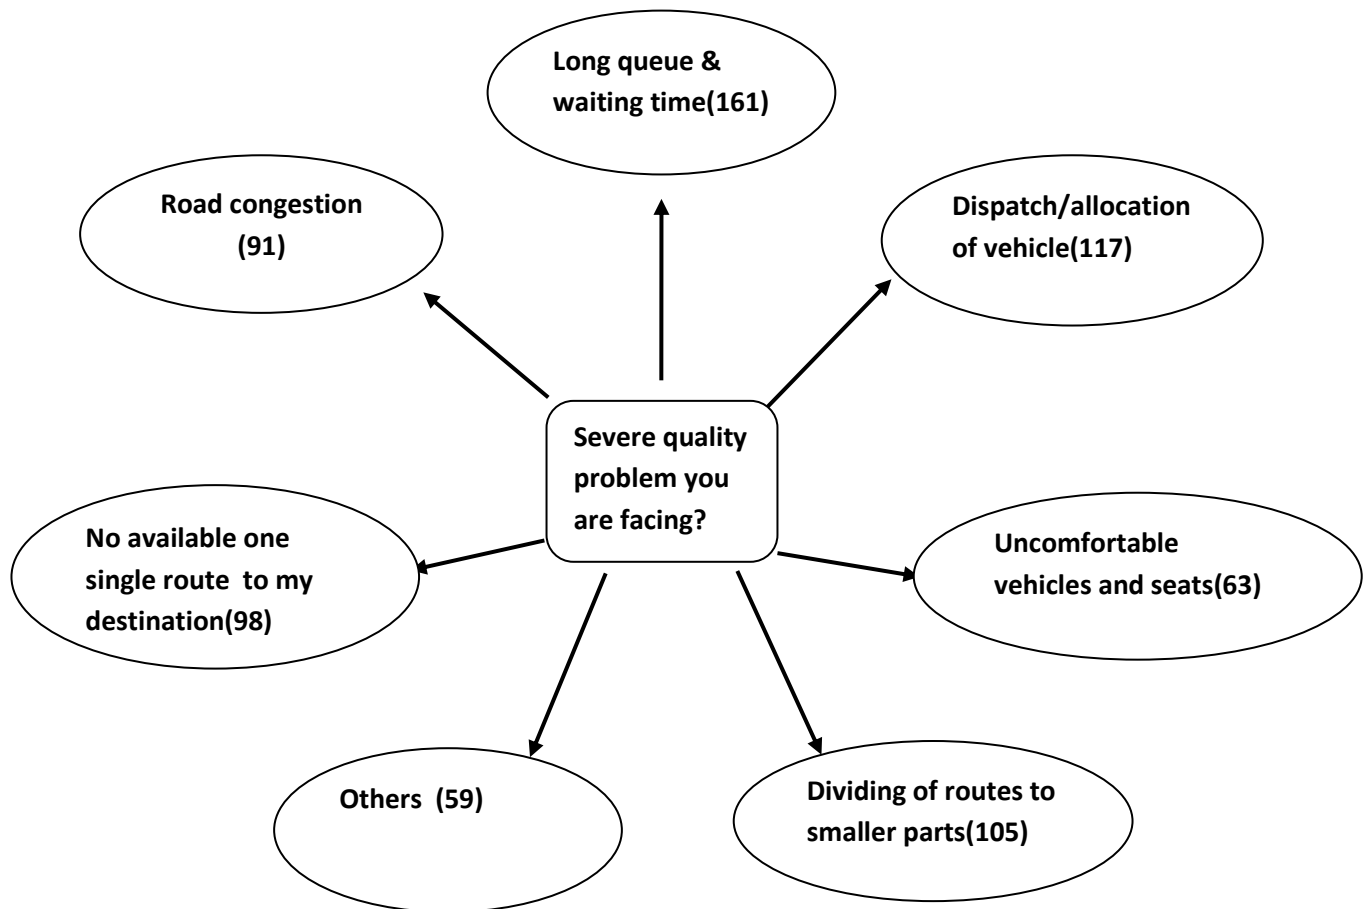 Long queue &
waiting time(161)
Road congestion
(91)
Dispatch/allocation
of vehicle(117)
Severe quality
problem you
are facing?
No available one
single route  to my
destination(98)
Uncomfortable
vehicles and seats(63)
Others  (59)
Dividing of routes to
smaller parts(105)